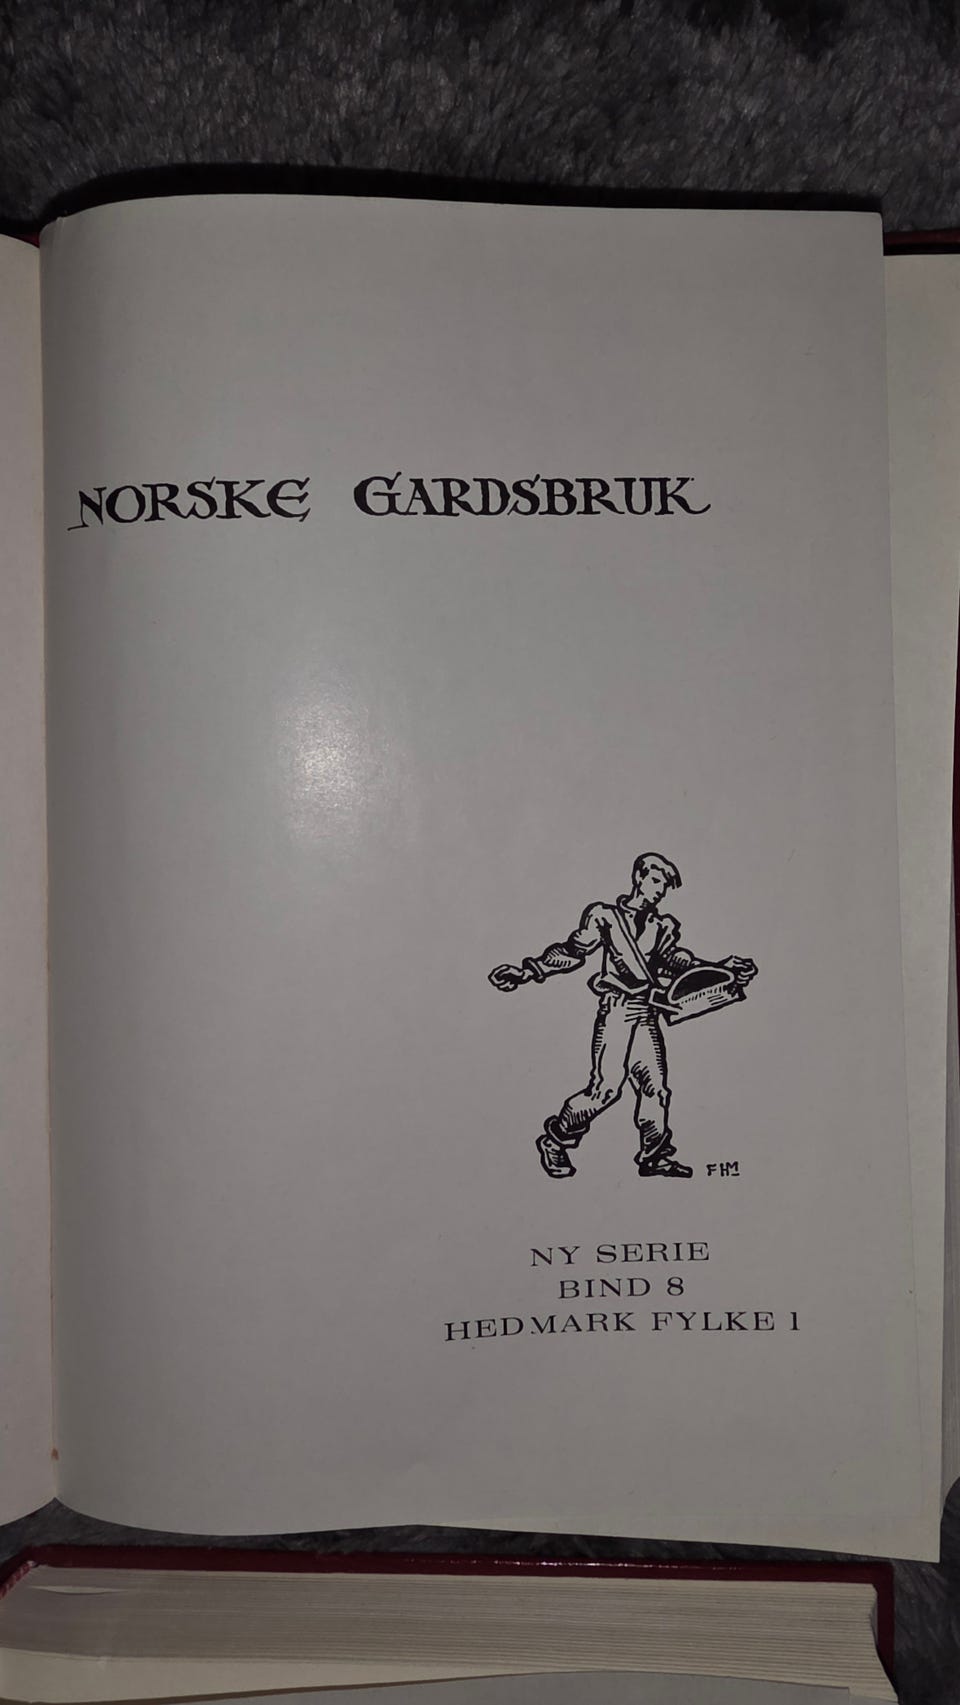 NORSKE GARDSBRUK
FHM
NY SERIE
BIND 8
HEDMARK FYLKE 1